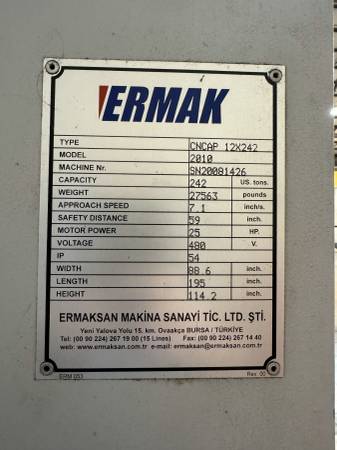 ERMAK
TYPE CNCAP 12X242
MODEL 2010
MACHINE Nr. SN20081426
CAPACITY 242 US. tons.
WEIGHT 27563 pounds
APPROACH SPEED 7.1 inch/s.
SAFETY DISTANCE 59 inch.
MOTOR POWER 25 HP.
VOLTAGE 480 V.
IP 54
WIDTH 88.6 inch.
LENGTH 195 inch.
HEIGHT 114.2 inch.
ERMAKSAN MAKİNA SANAYİ TİC. LTD. ŞTİ.
Yeni Yalova Yolu 15. km. Ovaakça BURSA / TÜRKİYE
Tel: (00 90 224) 267 19 00 (15 Lines) Fax: (00 90 224) 267 14 40
web: www.ermaksan.com.tr e-mail: ermaksan@ermaksan.com.tr
ERM 053 Rev. 00